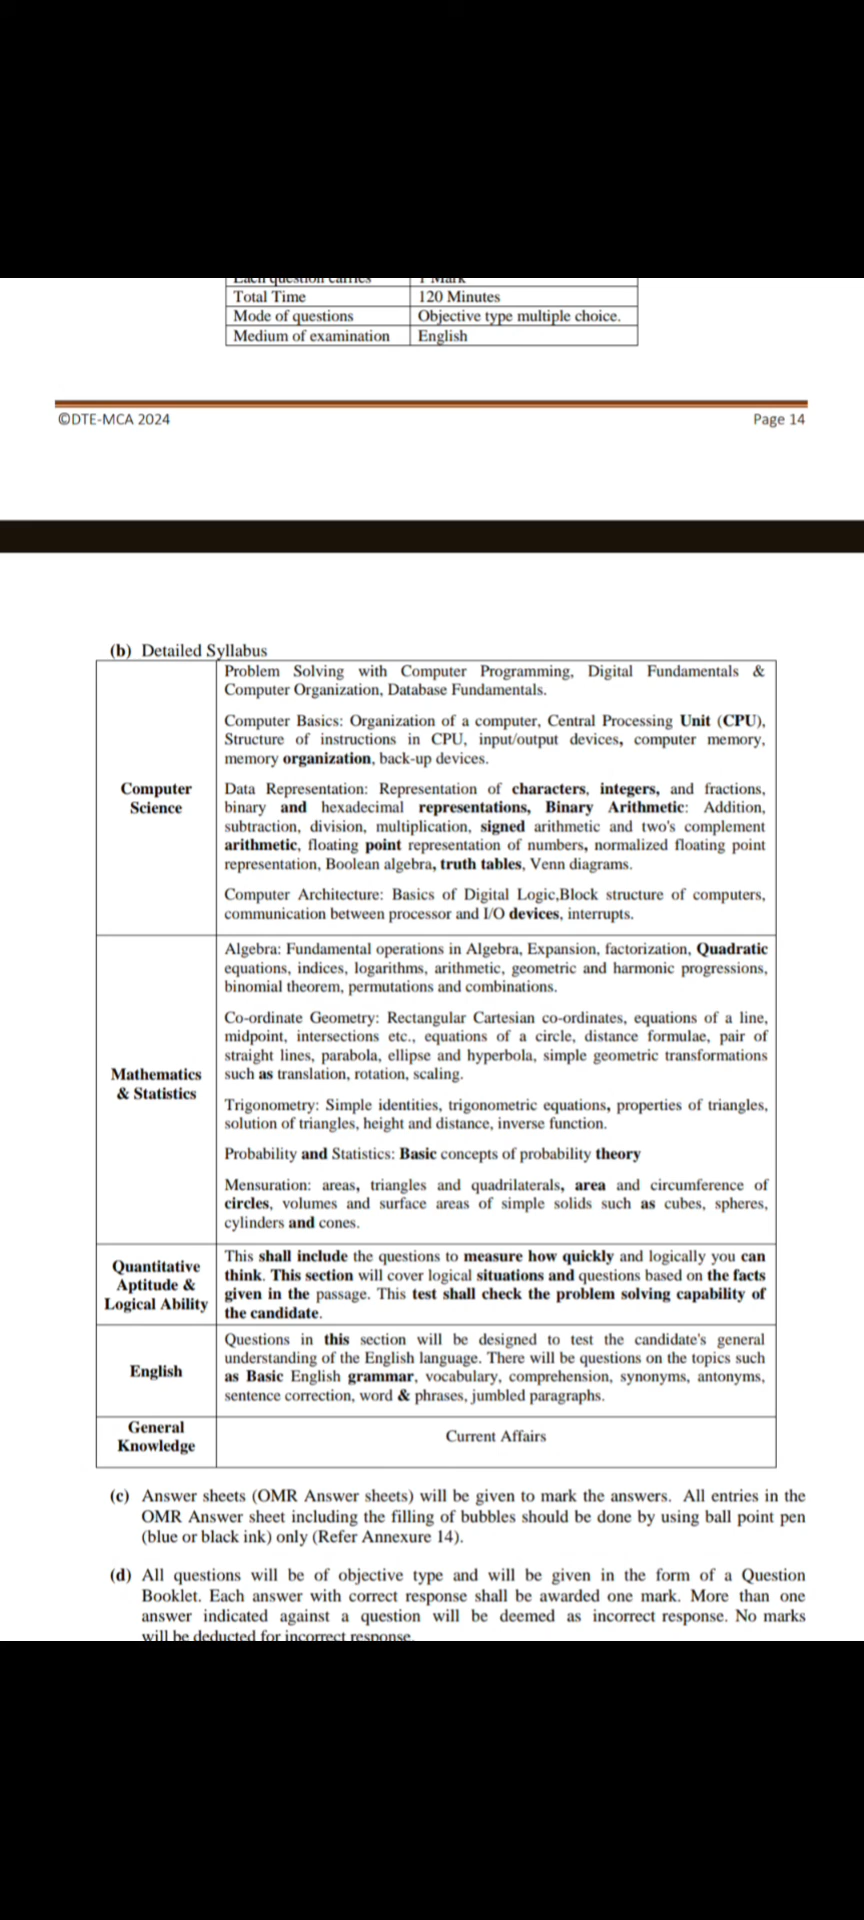 Each question carries 1 Mark
Total Time 120 Minutes
Mode of questions Objective type multiple choice.
Medium of examination English
©DTE-MCA 2024 Page 14
(b) Detailed Syllabus
Computer
Science
Problem Solving with Computer Programming, Digital Fundamentals &
Computer Organization, Database Fundamentals.
Computer Basics: Organization of a computer, Central Processing Unit (CPU),
Structure of instructions in CPU, input/output devices, computer memory,
memory organization, back-up devices.
Data Representation: Representation of characters, integers, and fractions,
binary and hexadecimal representations, Binary Arithmetic: Addition,
subtraction, division, multiplication, signed arithmetic and two's complement
arithmetic, floating point representation of numbers, normalized floating point
representation, Boolean algebra, truth tables, Venn diagrams.
Computer Architecture: Basics of Digital Logic,Block structure of computers,
communication between processor and I/O devices, interrupts.
Mathematics
& Statistics
Algebra: Fundamental operations in Algebra, Expansion, factorization, Quadratic
equations, indices, logarithms, arithmetic, geometric and harmonic progressions,
binomial theorem, permutations and combinations.
Co-ordinate Geometry: Rectangular Cartesian co-ordinates, equations of a line,
midpoint, intersections etc., equations of a circle, distance formulae, pair of
straight lines, parabola, ellipse and hyperbola, simple geometric transformations
such as translation, rotation, scaling.
Trigonometry: Simple identities, trigonometric equations, properties of triangles,
solution of triangles, height and distance, inverse function.
Probability and Statistics: Basic concepts of probability theory
Mensuration: areas, triangles and quadrilaterals, area and circumference of
circles, volumes and surface areas of simple solids such as cubes, spheres,
cylinders and cones.
Quantitative
Aptitude &
Logical Ability
This shall include the questions to measure how quickly and logically you can
think. This section will cover logical situations and questions based on the facts
given in the passage. This test shall check the problem solving capability of
the candidate.
English
Questions in this section will be designed to test the candidate's general
understanding of the English language. There will be questions on the topics such
as Basic English grammar, vocabulary, comprehension, synonyms, antonyms,
sentence correction, word & phrases, jumbled paragraphs.
General
Knowledge
Current Affairs
(c) Answer sheets (OMR Answer sheets) will be given to mark the answers. All entries in the
OMR Answer sheet including the filling of bubbles should be done by using ball point pen
(blue or black ink) only (Refer Annexure 14).
(d) All questions will be of objective type and will be given in the form of a Question
Booklet. Each answer with correct response shall be awarded one mark. More than one
answer indicated against a question will be deemed as incorrect response. No marks
will be deducted for incorrect response.